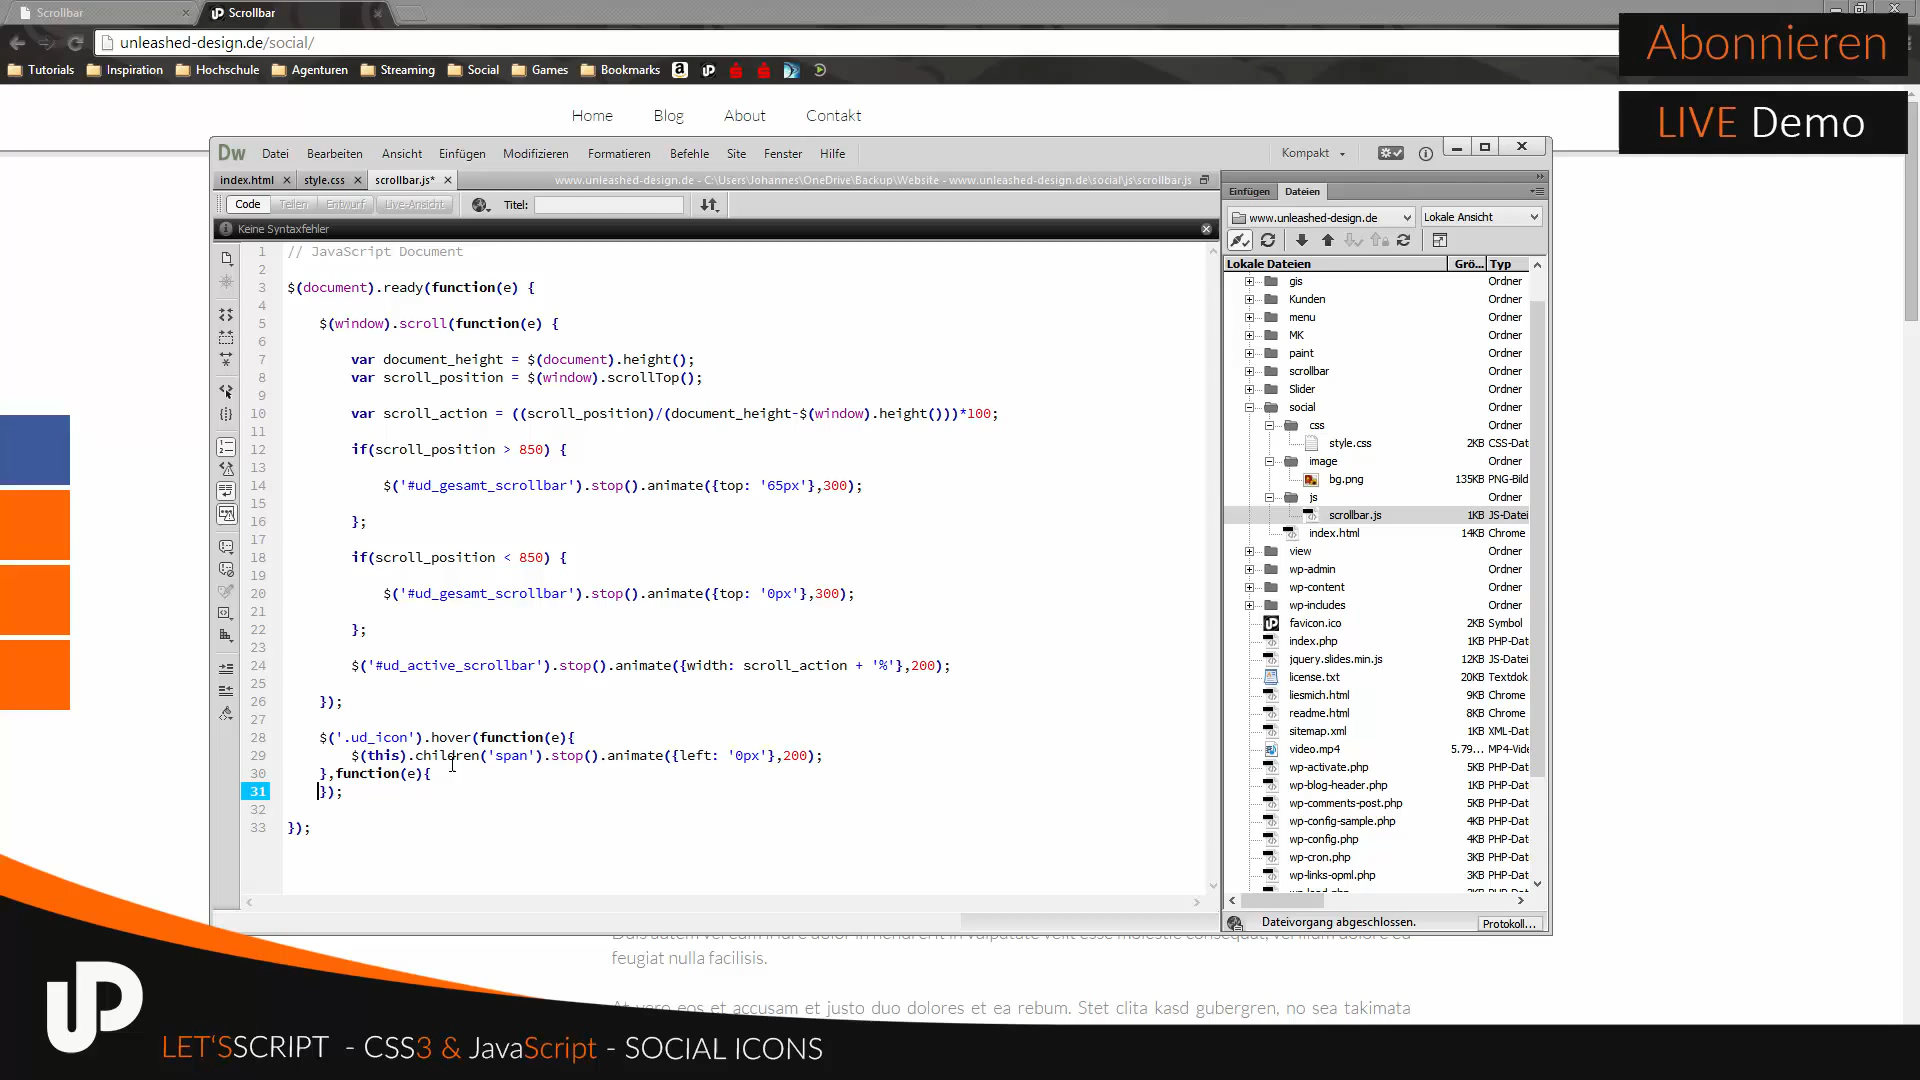 Scrollbar
Scrollbar
unleashed-design.de/social/
Tutorials Inspiration Hochschule Agenturen Streaming Social Games Bookmarks
Abonnieren
LIVE Demo
Home Blog About Contakt
Dw Datei Bearbeiten Ansicht Einfügen Modifizieren Formatieren Befehle Site Fenster Hilfe Kompakt
index.html style.css scrollbar.js* www.unleashed-design.de - C:\Users\Johannes\OneDrive\Backup\Website - www.unleashed-design.de\social\js\scrollbar.js
Code Teilen Entwurf Live-Ansicht Titel:
Keine Syntaxfehler
1 // JavaScript Document
2
3 $(document).ready(function(e) {
4
5 $(window).scroll(function(e) {
6
7 var document_height = $(document).height();
8 var scroll_position = $(window).scrollTop();
9
10 var scroll_action = ((scroll_position)/(document_height-$(window).height()))*100;
11
12 if(scroll_position > 850) {
13
14 $('#ud_gesamt_scrollbar').stop().animate({top: '65px'},300);
15
16 };
17
18 if(scroll_position < 850) {
19
20 $('#ud_gesamt_scrollbar').stop().animate({top: '0px'},300);
21
22 };
23
24 $('#ud_active_scrollbar').stop().animate({width: scroll_action + '%'},200);
25
26 });
27
28 $('.ud_icon').hover(function(e){
29 $(this).children('span').stop().animate({left: '0px'},200);
30 },function(e){
31 });
32
33 });
Einfügen Dateien
www.unleashed-design.de Lokale Ansicht
Lokale Dateien Grö... Typ
gis Ordner
Kunden Ordner
menu Ordner
MK Ordner
paint Ordner
scrollbar Ordner
Slider Ordner
social Ordner
css Ordner
style.css 2KB CSS-Dat
image Ordner
bg.png 135KB PNG-Bild
js Ordner
scrollbar.js 1KB JS-Datei
index.html 14KB Chrome
view Ordner
wp-admin Ordner
wp-content Ordner
wp-includes Ordner
favicon.ico 2KB Symbol
index.php 1KB PHP-Dat
jquery.slides.min.js 12KB JS-Datei
license.txt 20KB Textdok
liesmich.html 9KB Chrome
readme.html 8KB Chrome
sitemap.xml 1KB XML-Dat
video.mp4 5.79... MP4-Vide
wp-activate.php 5KB PHP-Dat
wp-blog-header.php 1KB PHP-Dat
wp-comments-post.php 5KB PHP-Dat
wp-config-sample.php 4KB PHP-Dat
wp-config.php 4KB PHP-Dat
wp-cron.php 3KB PHP-Dat
wp-links-opml.php 3KB PHP-Dat
Dateivorgang abgeschlossen. Protokoll...
feugiat nulla facilisis.
At vero eos et accusam et justo duo dolores et ea rebum. Stet clita kasd gubergren, no sea takimata
UP
LET'SSCRIPT - CSS3 & JavaScript - SOCIAL ICONS